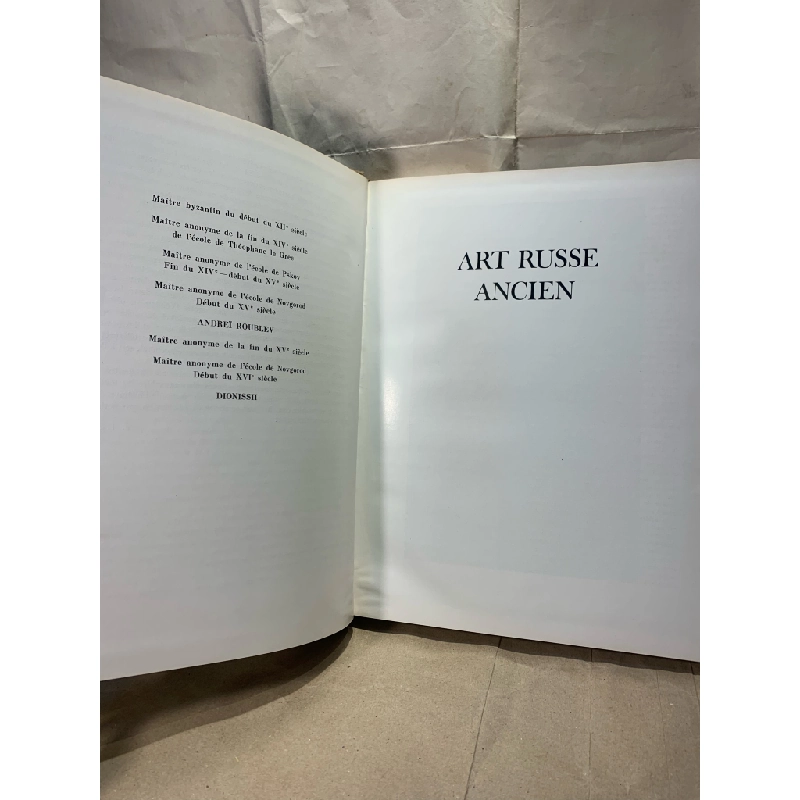 Maître byzantin du début du XIIe siècle
Maître anonyme de la fin du XIVe siècle
de l'école de Théophane le Grec
Maître anonyme de l'école de Pskov
Fin du XIVe—début du XVe siècle
Maître anonyme de l'école de Novgorod
Début du XVe siècle
ANDREÏ ROUBLEV
Maître anonyme de la fin du XVe siècle
Maître anonyme de l'école de Novgorod
Début du XVIe siècle
DIONISSII
ART RUSSE
ANCIEN